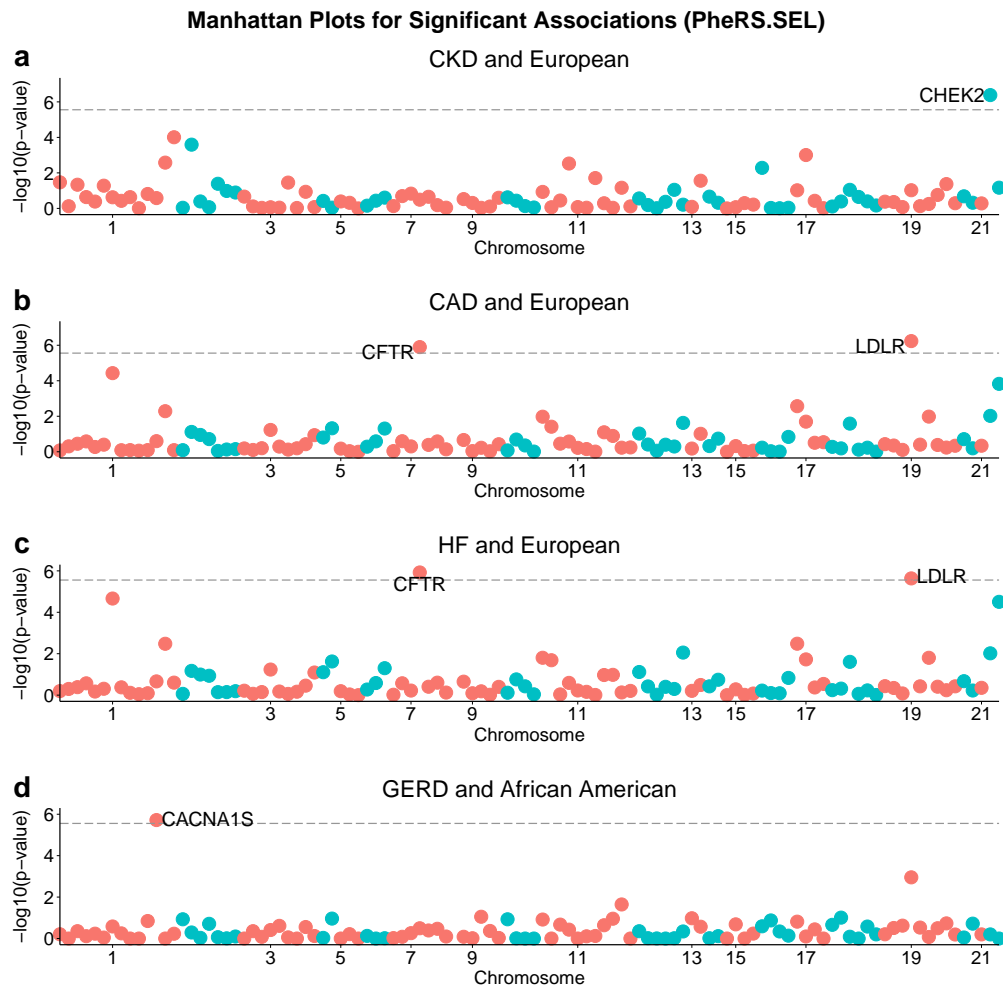 Manhattan Plots for Significant Associations (PheRS.SEL)
a
CKD and European
−log10(p−value)
6
4
2
0
CHEK2
1 3 5 7 9 11 13 15 17 19 21
Chromosome
b
CAD and European
−log10(p−value)
6
4
2
0
CFTR
LDLR
1 3 5 7 9 11 13 15 17 19 21
Chromosome
c
HF and European
−log10(p−value)
6
4
2
0
CFTR
LDLR
1 3 5 7 9 11 13 15 17 19 21
Chromosome
d
GERD and African American
−log10(p−value)
6
4
2
0
CACNA1S
1 3 5 7 9 11 13 15 17 19 21
Chromosome